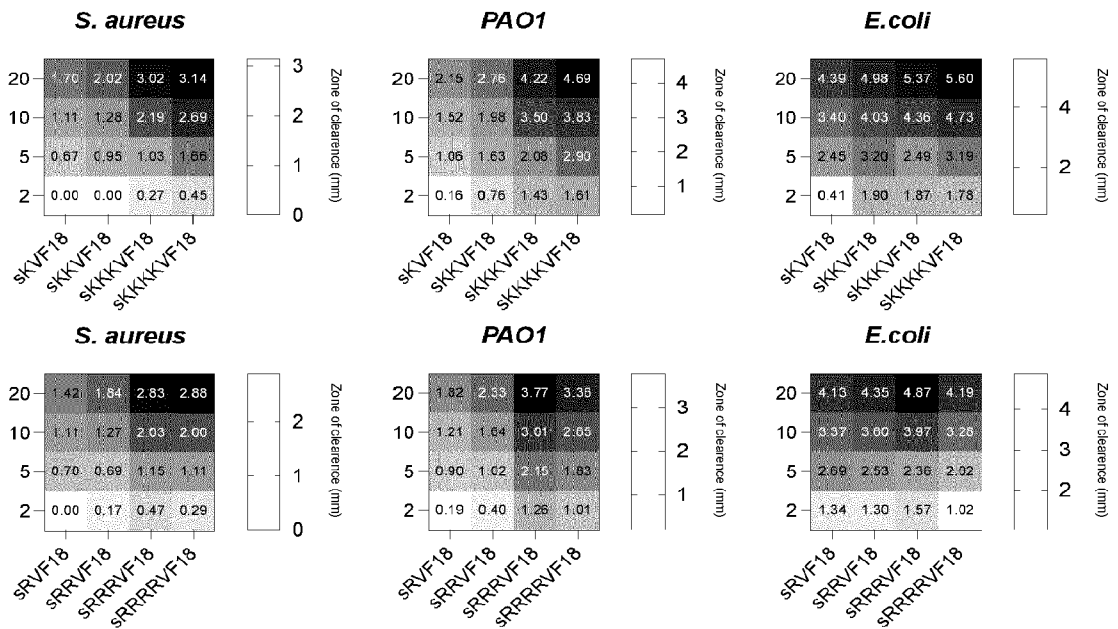 S. aureus PAO1 E.coli
20 1.70 2.02 3.02 3.14
10 1.11 1.28 2.19 2.69
5 0.67 0.95 1.03 1.66
2 0.00 0.00 0.27 0.45
sKVF18 sKKVF18 sKKKVF18 sKKKKVF18
3 2 1 0
Zone of clearence (mm)
20 2.15 2.76 4.22 4.69
10 1.52 1.98 3.50 3.83
5 1.06 1.63 2.08 2.90
2 0.16 0.76 1.43 1.61
sKVF18 sKKVF18 sKKKVF18 sKKKKVF18
4 3 2 1
Zone of clearence (mm)
20 4.39 4.98 5.37 5.60
10 3.40 4.03 4.36 4.73
5 2.45 3.20 2.49 3.19
2 0.41 1.90 1.87 1.78
sKVF18 sKKVF18 sKKKVF18 sKKKKVF18
4 2
Zone of clearence (mm)
S. aureus PAO1 E.coli
20 1.42 1.84 2.83 2.88
10 1.11 1.27 2.03 2.00
5 0.70 0.69 1.15 1.11
2 0.00 0.17 0.47 0.29
sRVF18 sRRVF18 sRRRVF18 sRRRRVF18
2 1 0
Zone of clearence (mm)
20 1.82 2.33 3.77 3.36
10 1.21 1.64 3.01 2.65
5 0.90 1.02 2.15 1.83
2 0.19 0.40 1.26 1.01
sRVF18 sRRVF18 sRRRVF18 sRRRRVF18
3 2 1
Zone of clearence (mm)
20 4.13 4.35 4.87 4.19
10 3.37 3.60 3.97 3.28
5 2.69 2.53 2.36 2.02
2 1.34 1.30 1.57 1.02
sRVF18 sRRVF18 sRRRVF18 sRRRRVF18
4 3 2
Zone of clearence (mm)